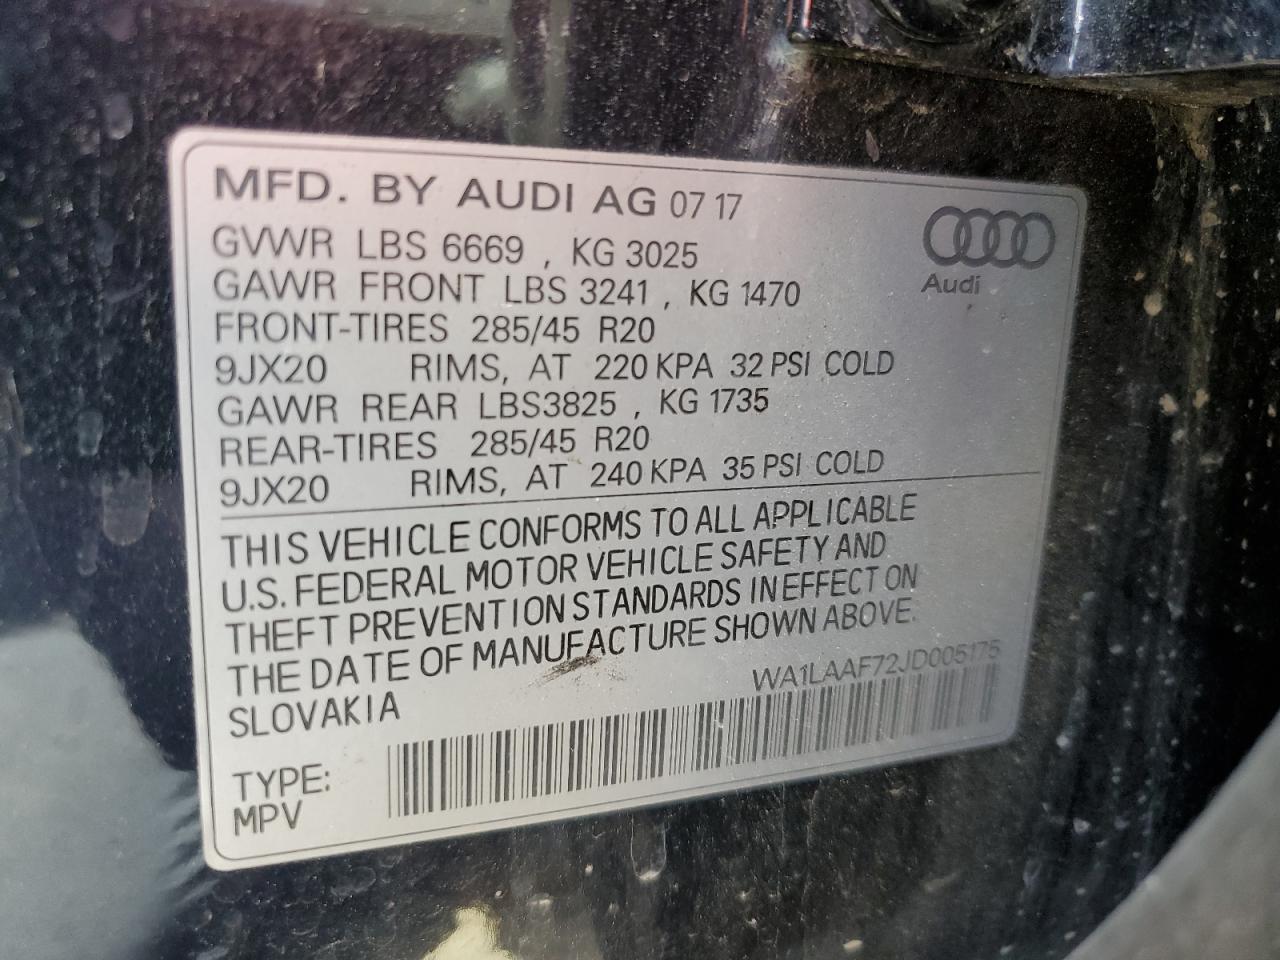 MFD. BY AUDI AG 07 17
Audi
GVWR LBS 6669 , KG 3025
GAWR FRONT LBS 3241 , KG 1470
FRONT-TIRES 285/45 R20
9JX20 RIMS, AT 220 KPA 32 PSI COLD
GAWR REAR LBS3825 , KG 1735
REAR-TIRES 285/45 R20
9JX20 RIMS, AT 240 KPA 35 PSI COLD
THIS VEHICLE CONFORMS TO ALL APPLICABLE
U.S. FEDERAL MOTOR VEHICLE SAFETY AND
THEFT PREVENTION STANDARDS IN EFFECT ON
THE DATE OF MANUFACTURE SHOWN ABOVE.
SLOVAKIA
WA1LAAF72JD005175
TYPE:
MPV